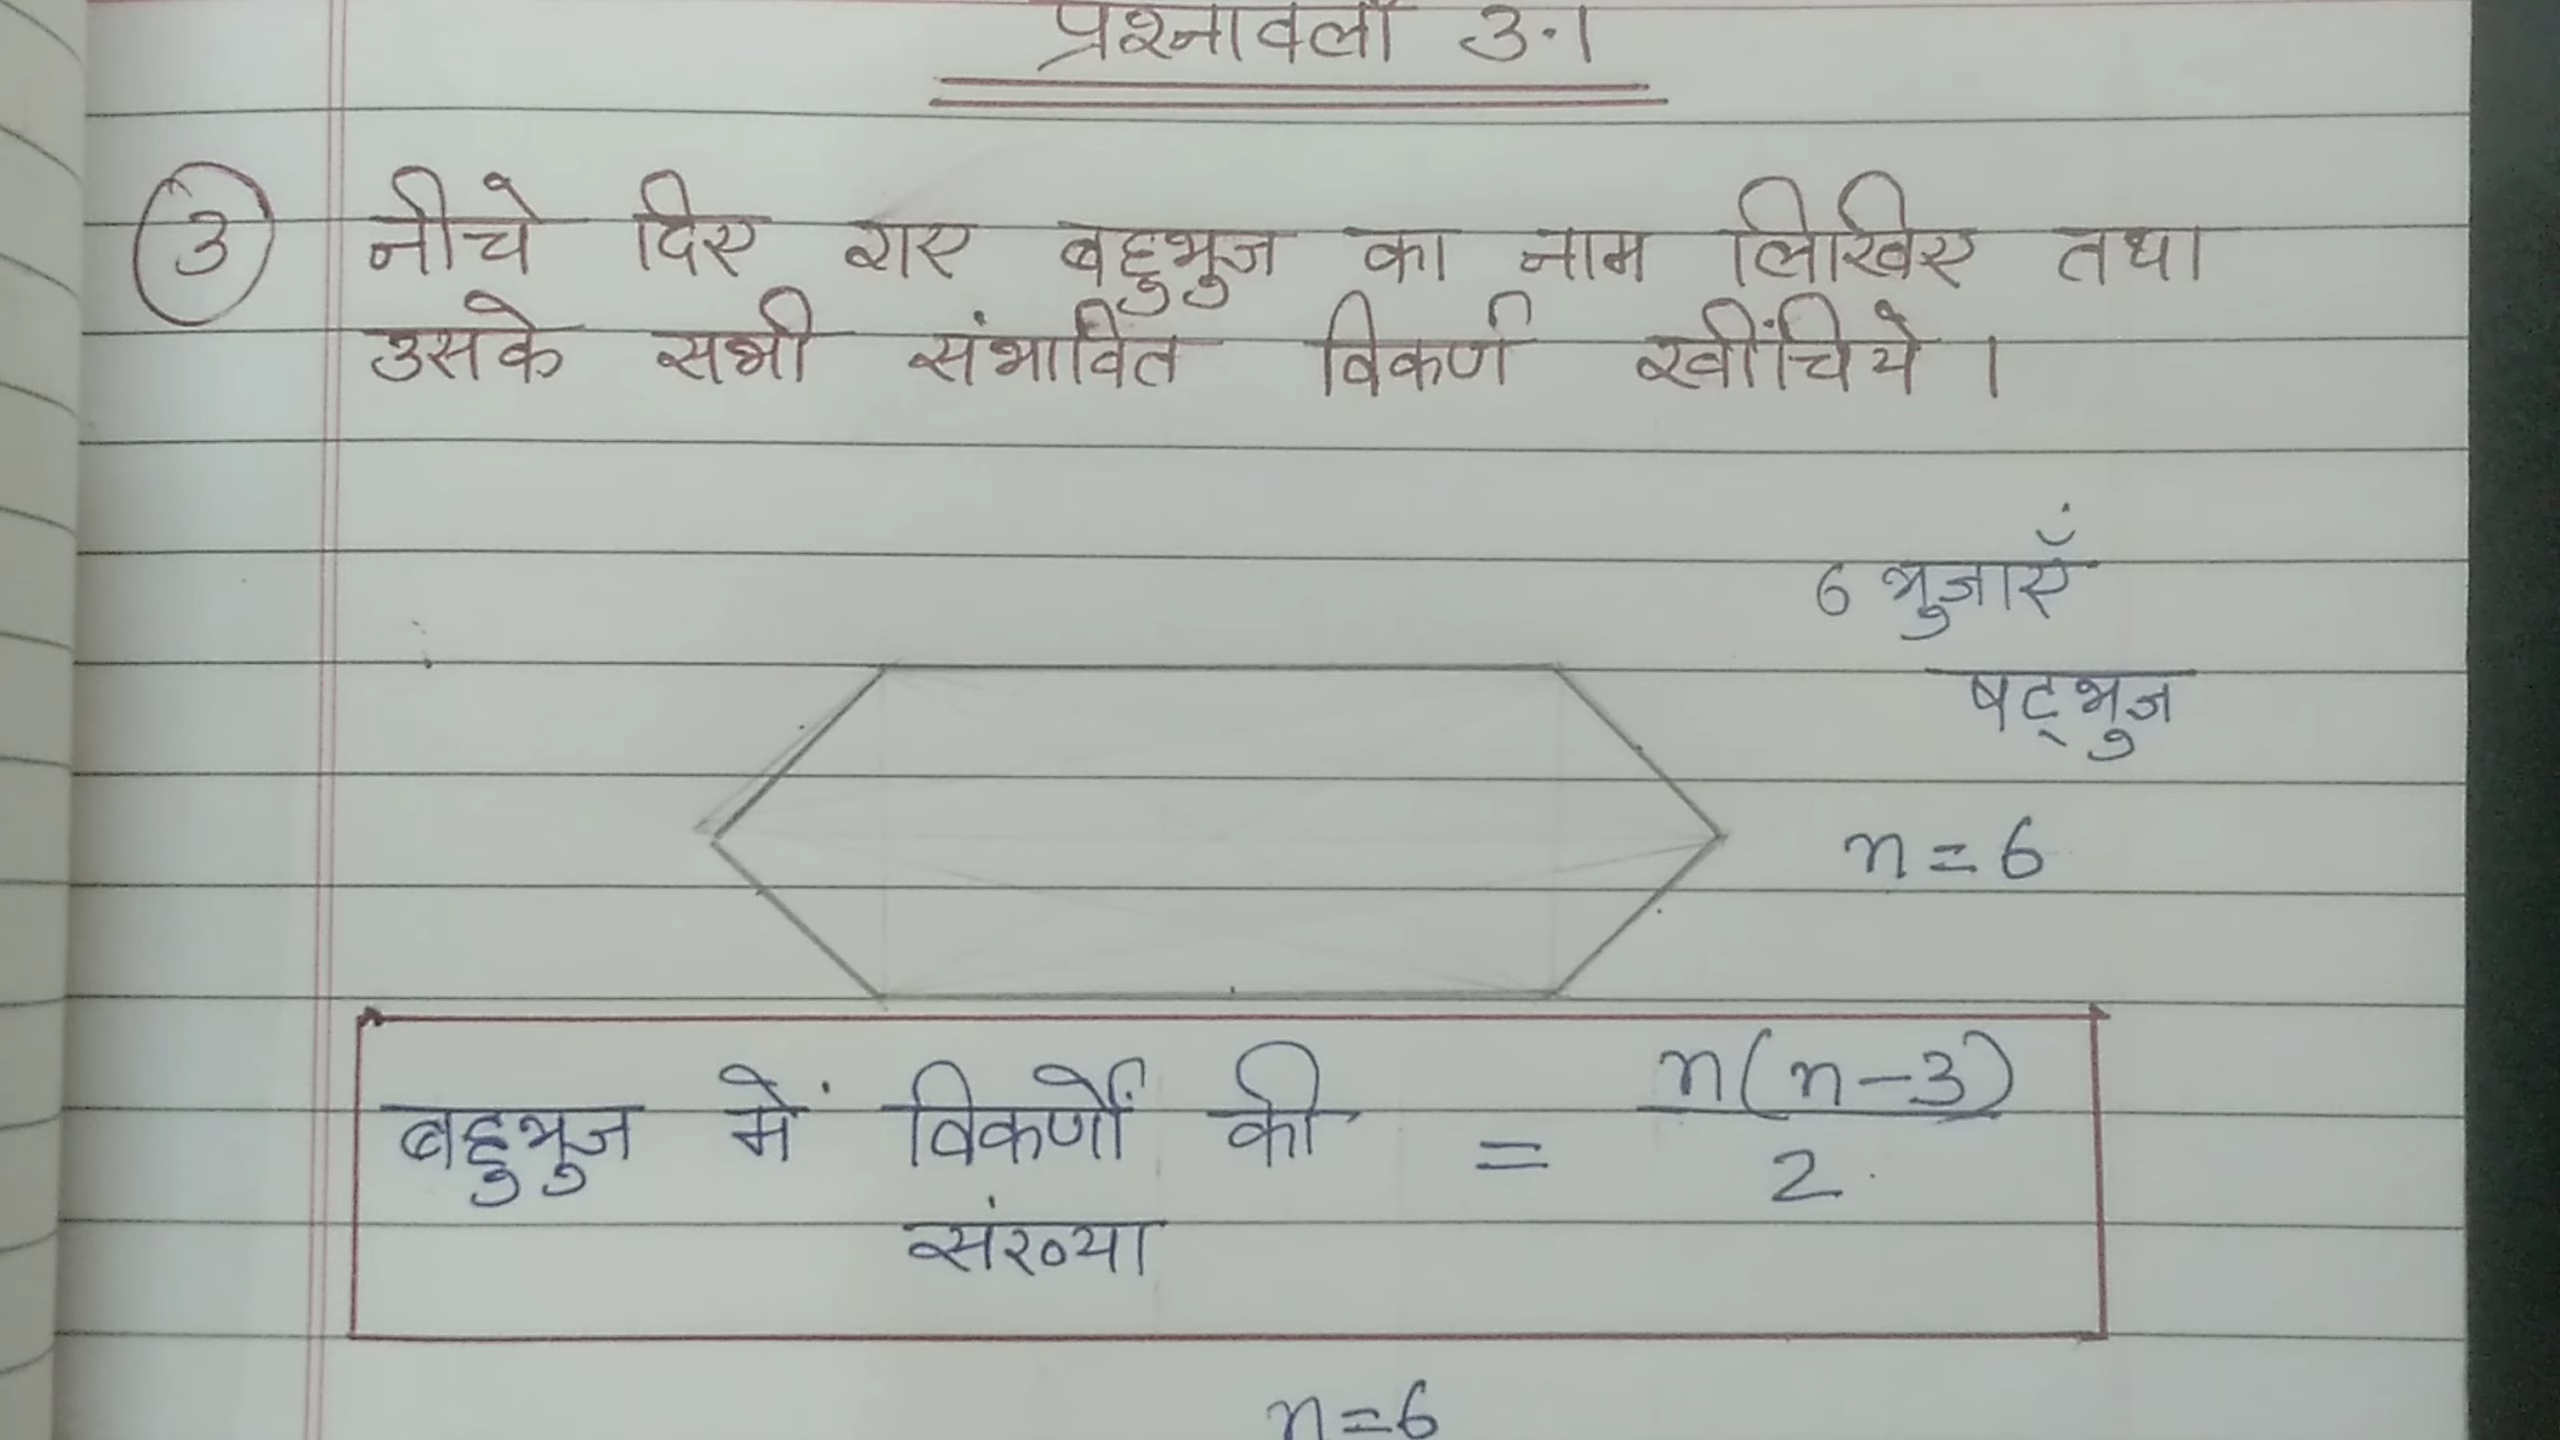 प्रश्नावली 3.1
3 नीचे दिए गए बहुभुज का नाम लिखिए तथा
उसके सभी संभावित विकर्ण खींचिये ।
6 भुजाएँ
षट्भुज
n = 6
बहुभुज में विकर्णों की संख्या = n(n-3)/2
n=6